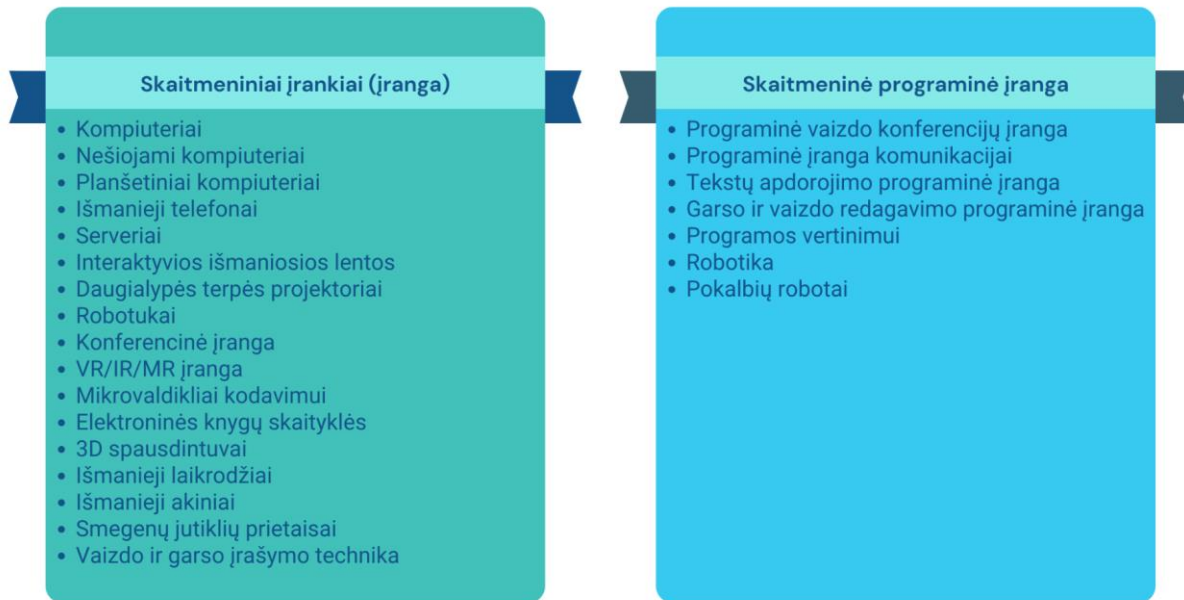 Skaitmeniniai įrankiai (įranga)
• Kompiuteriai
• Nešiojami kompiuteriai
• Planšetiniai kompiuteriai
• Išmanieji telefonai
• Serveriai
• Interaktyvios išmaniosios lentos
• Daugialypės terpės projektoriai
• Robotukai
• Konferencinė įranga
• VR/IR/MR įranga
• Mikrovaldikliai kodavimui
• Elektroninės knygų skaityklės
• 3D spausdintuvai
• Išmanieji laikrodžiai
• Išmanieji akiniai
• Smegenų jutiklių prietaisai
• Vaizdo ir garso įrašymo technika
Skaitmeninė programinė įranga
• Programinė vaizdo konferencijų įranga
• Programinė įranga komunikacijai
• Tekstų apdorojimo programinė įranga
• Garso ir vaizdo redagavimo programinė įranga
• Programos vertinimui
• Robotika
• Pokalbių robotai